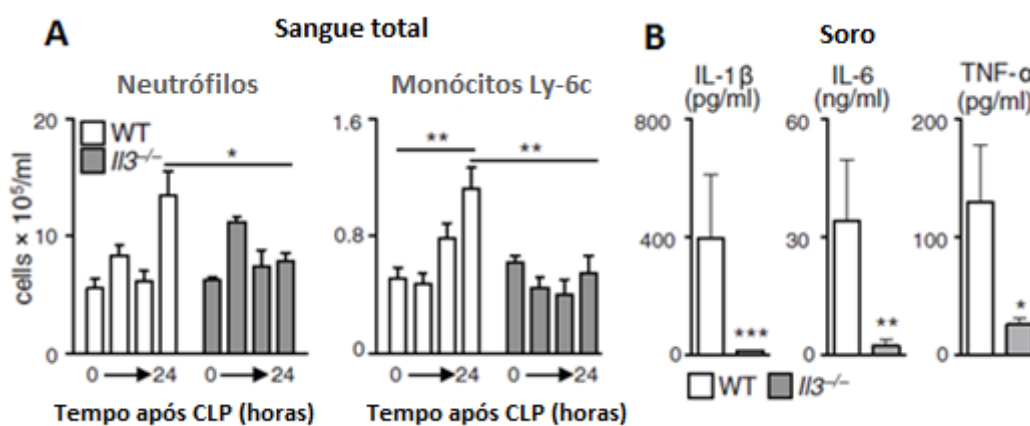 A
Sangue total
Neutrófilos
Monócitos Ly-6c
20
10
0
cells × 10⁵/ml
WT
Il3⁻/⁻
*
0 24
0 24
Tempo após CLP (horas)
1.6
0.8
0
**
**
0 24
0 24
Tempo após CLP (horas)
B
Soro
IL-1β
(pg/ml)
800
400
0
***
IL-6
(ng/ml)
60
30
0
**
TNF-α
(pg/ml)
200
100
0
*
WT
Il3⁻/⁻